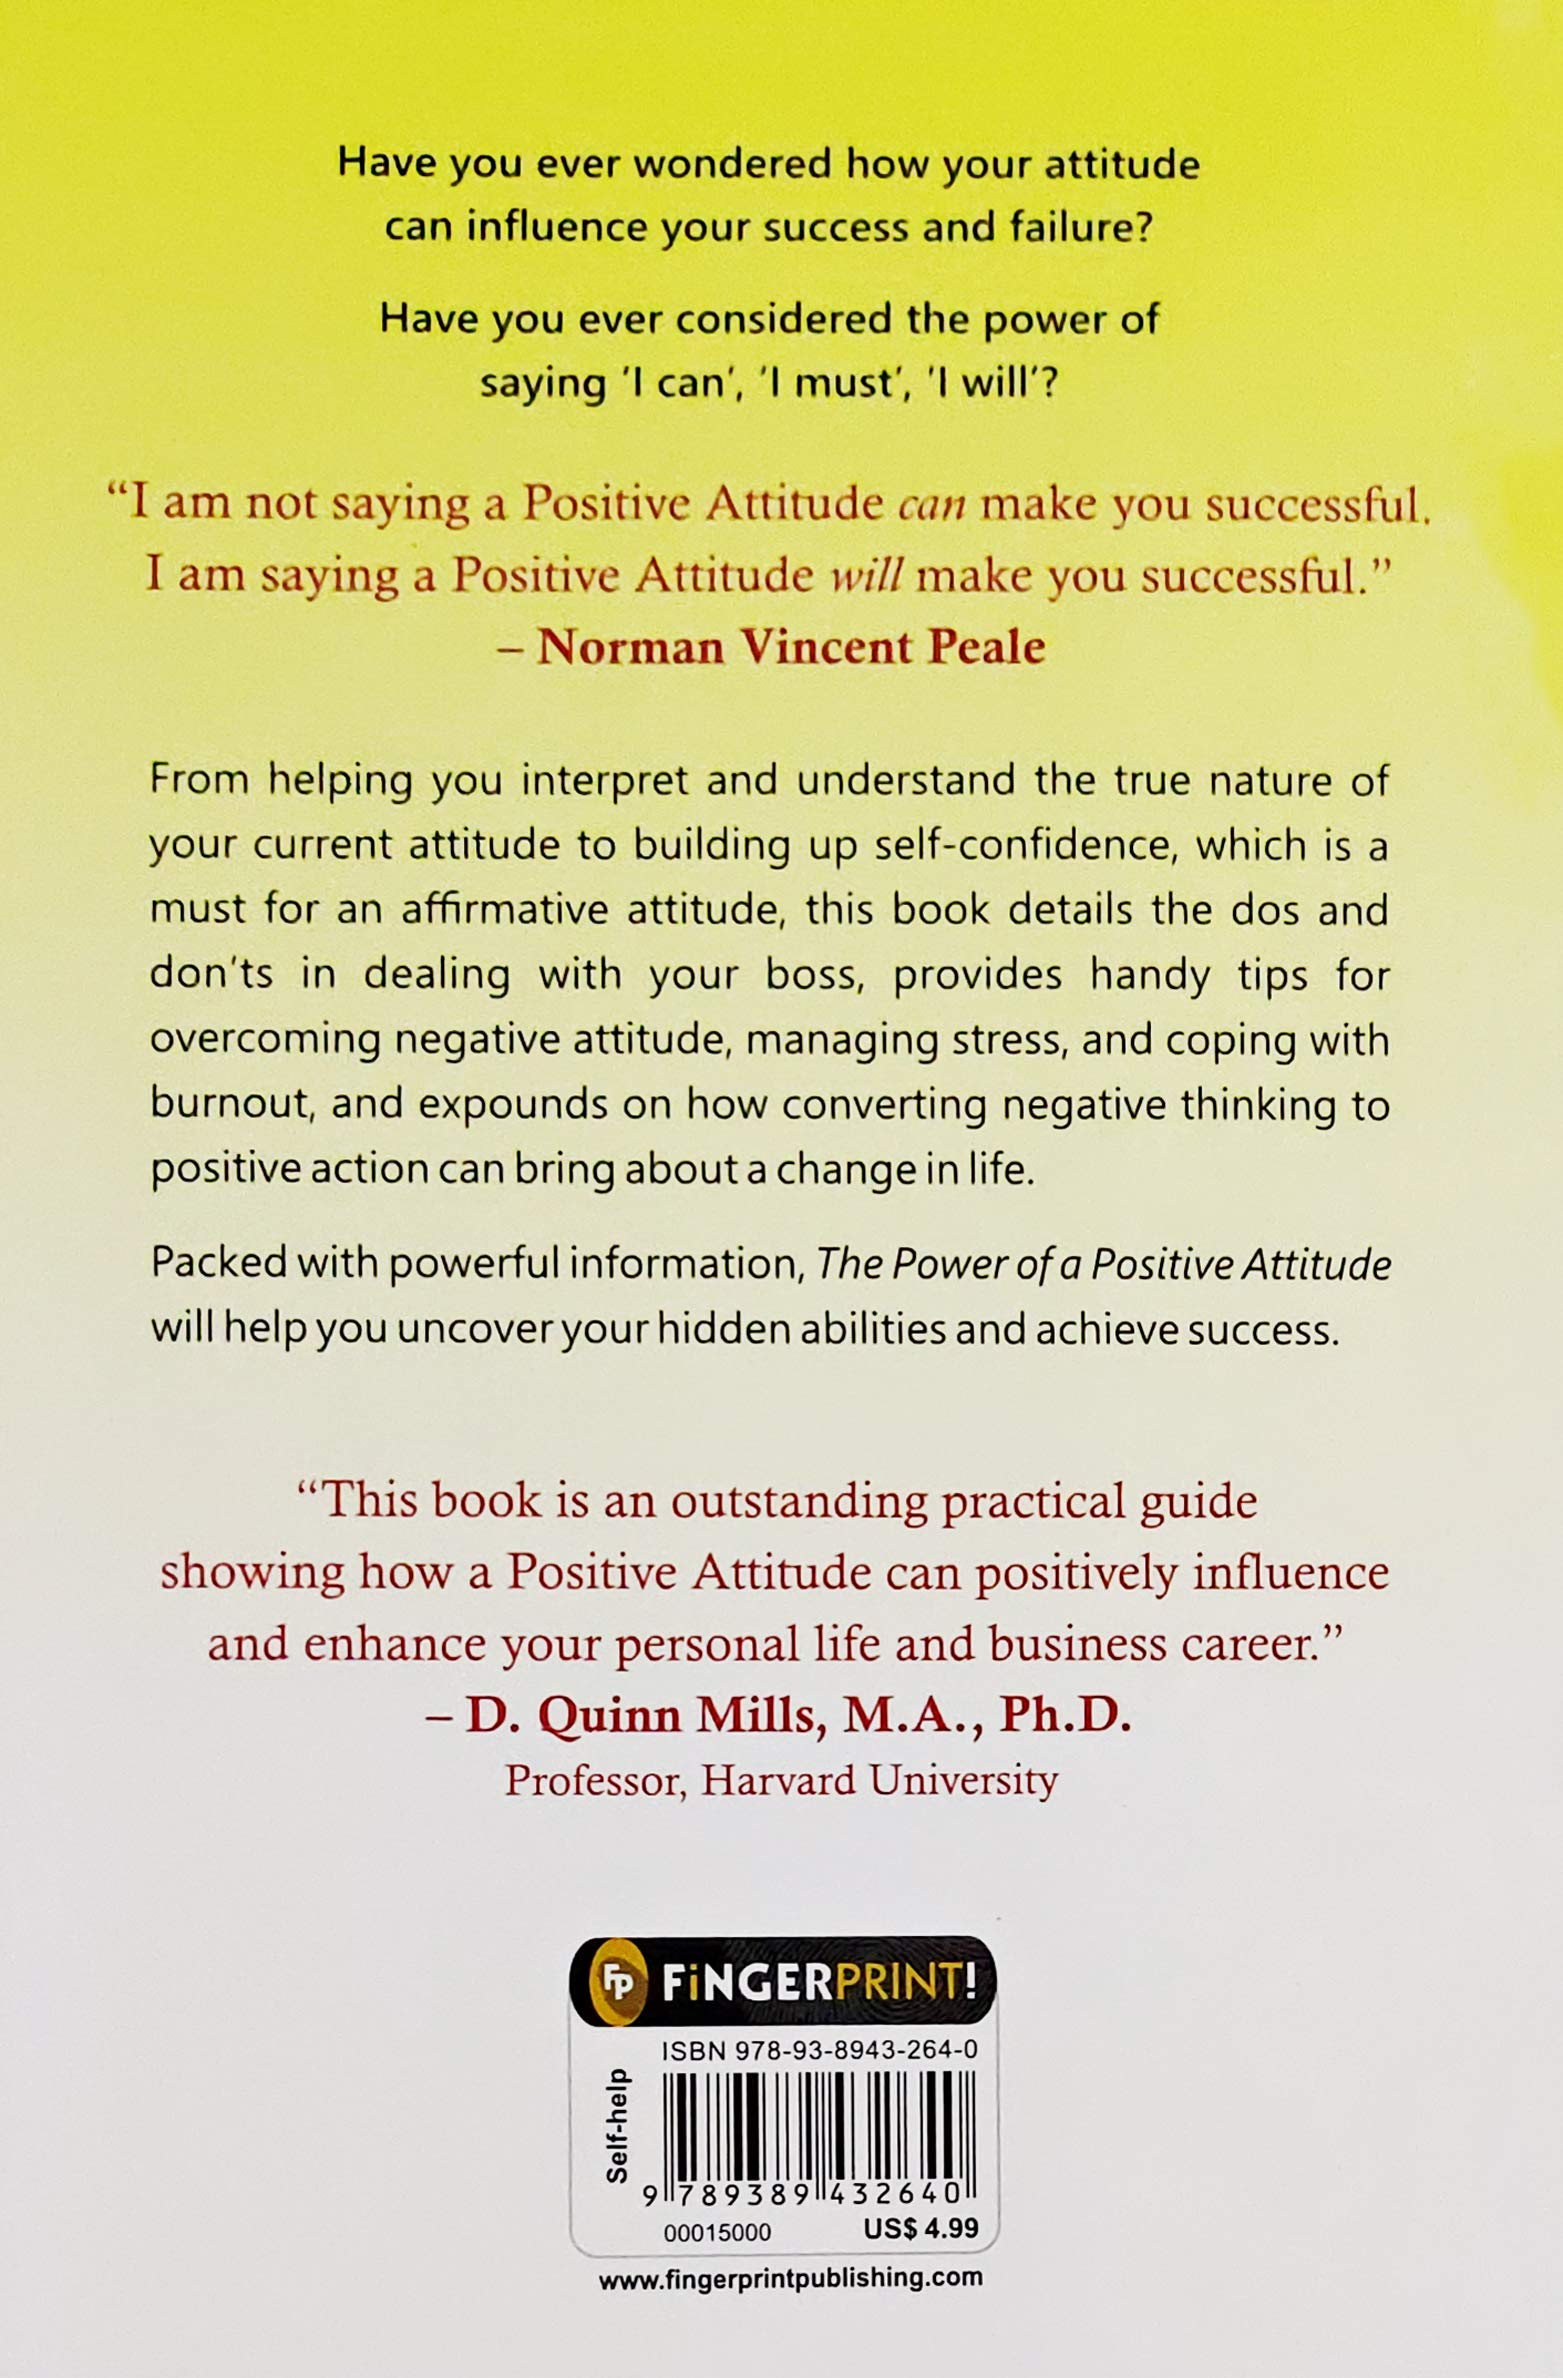 Have you ever wondered how your attitude
can influence your success and failure?
Have you ever considered the power of
saying 'I can', 'I must', 'I will'?
“I am not saying a Positive Attitude can make you successful.
I am saying a Positive Attitude will make you successful.”
– Norman Vincent Peale
From helping you interpret and understand the true nature of
your current attitude to building up self-confidence, which is a
must for an affirmative attitude, this book details the dos and
don'ts in dealing with your boss, provides handy tips for
overcoming negative attitude, managing stress, and coping with
burnout, and expounds on how converting negative thinking to
positive action can bring about a change in life.
Packed with powerful information, The Power of a Positive Attitude
will help you uncover your hidden abilities and achieve success.
“This book is an outstanding practical guide
showing how a Positive Attitude can positively influence
and enhance your personal life and business career.”
– D. Quinn Mills, M.A., Ph.D.
Professor, Harvard University
FP FiNGERPRINT!
ISBN 978-93-8943-264-0
Self-help
9 789389 432640
00015000 US$ 4.99
www.fingerprintpublishing.com